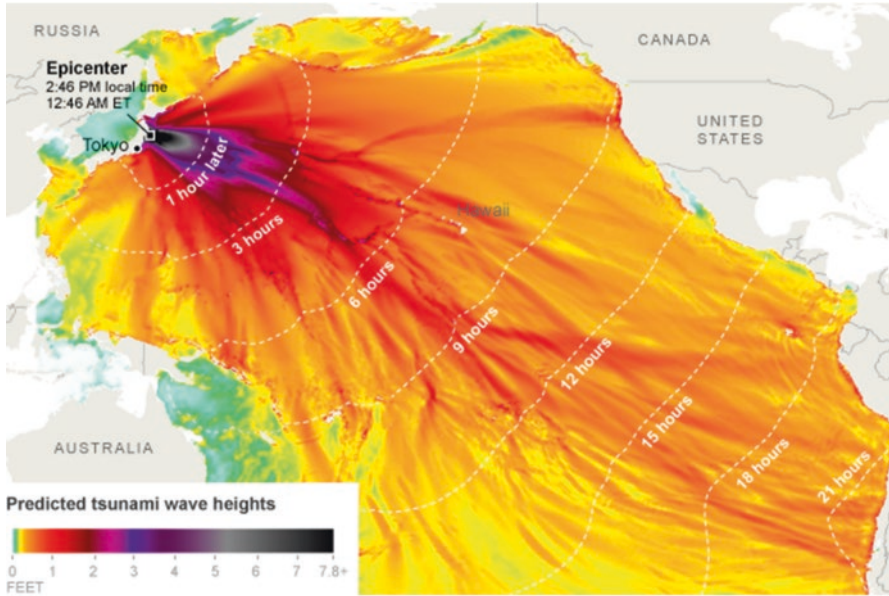 RUSSIA
CANADA
Epicenter
2:46 PM local time
12:46 AM ET
UNITED
STATES
Tokyo
1 hour later
Hawaii
3 hours
6 hours
9 hours
12 hours
15 hours
18 hours
21 hours
AUSTRALIA
Predicted tsunami wave heights
0 1 2 3 4 5 6 7 7.8+
FEET